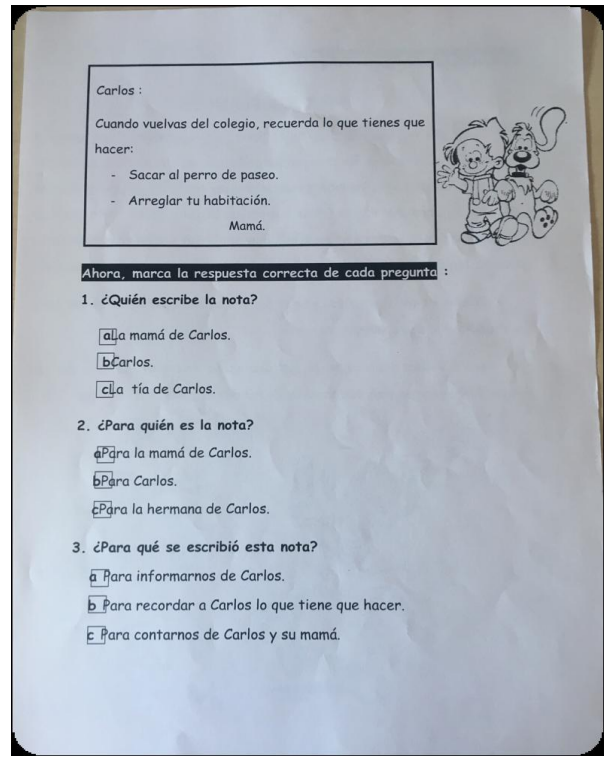 Carlos :
Cuando vuelvas del colegio, recuerda lo que tienes que
hacer:
- Sacar al perro de paseo.
- Arreglar tu habitación.
Mamá.
Ahora, marca la respuesta correcta de cada pregunta :
1. ¿Quién escribe la nota?
a La mamá de Carlos.
b Carlos.
c La tía de Carlos.
2. ¿Para quién es la nota?
a Para la mamá de Carlos.
b Para Carlos.
c Para la hermana de Carlos.
3. ¿Para qué se escribió esta nota?
a Para informarnos de Carlos.
b Para recordar a Carlos lo que tiene que hacer.
c Para contarnos de Carlos y su mamá.